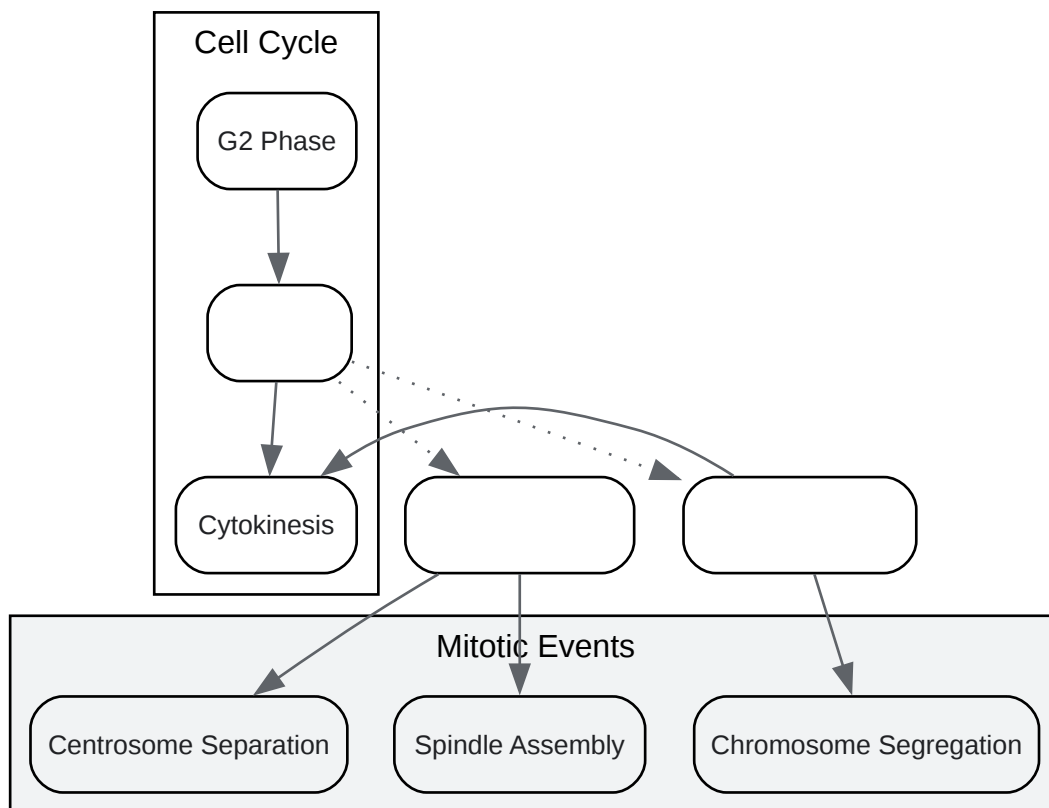 Cell Cycle
G2 Phase
Cytokinesis
Mitotic Events
Centrosome Separation
Spindle Assembly
Chromosome Segregation